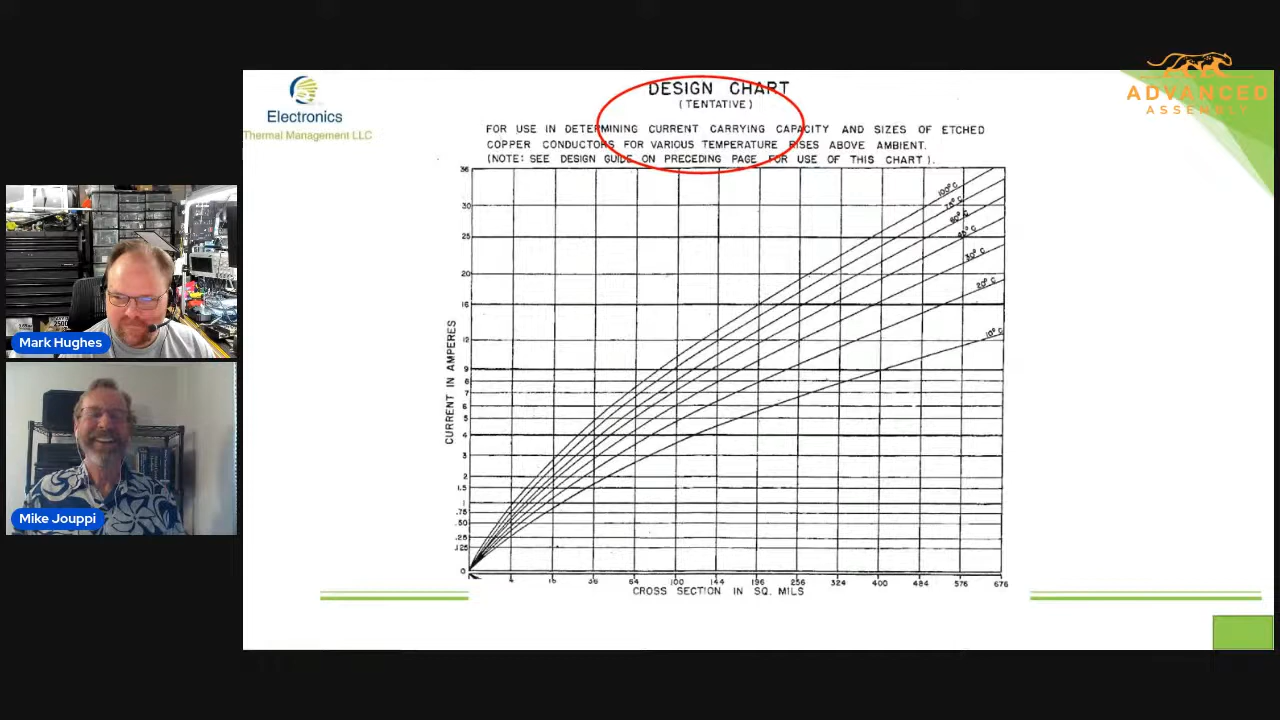 ADVANCED
ASSEMBLY
Electronics
Thermal Management LLC
DESIGN CHART
(TENTATIVE)
FOR USE IN DETERMINING CURRENT CARRYING CAPACITY AND SIZES OF ETCHED
COPPER CONDUCTORS FOR VARIOUS TEMPERATURE RISES ABOVE AMBIENT.
(NOTE: SEE DESIGN GUIDE ON PRECEDING PAGE FOR USE OF THIS CHART).
CURRENT IN AMPERES
30
25
20
16
12
9
8
7
6
5
4
3
2
1.5
1
.75
.50
.25
.125
0
100° C
75° C
60° C
45° C
30° C
20° C
10° C
4 16 36 64 100 144 196 256 324 400 484 576 676
CROSS SECTION IN SQ. MILS
Mark Hughes
Mike Jouppi